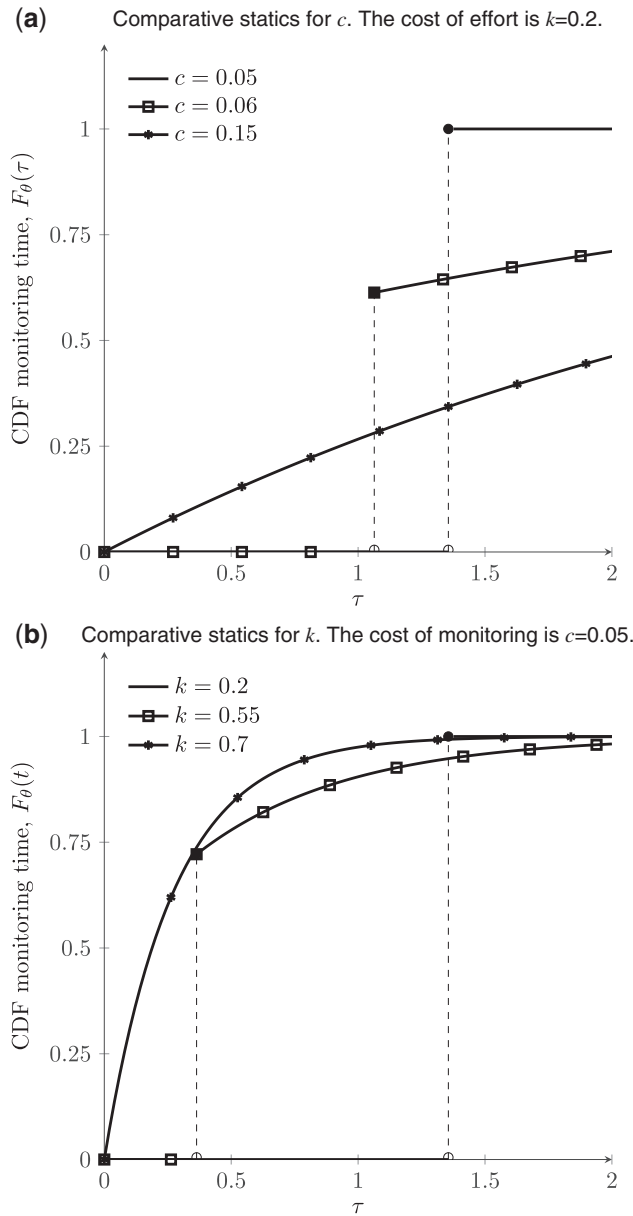 (a) Comparative statics for c. The cost of effort is k=0.2.
c = 0.05
c = 0.06
c = 0.15
1
0.75
0.5
0.25
0
CDF monitoring time, F_θ(τ)
0 0.5 1 1.5 2
τ
(b) Comparative statics for k. The cost of monitoring is c=0.05.
k = 0.2
k = 0.55
k = 0.7
1
0.75
0.5
0.25
0
CDF monitoring time, F_θ(t)
0 0.5 1 1.5 2
τ